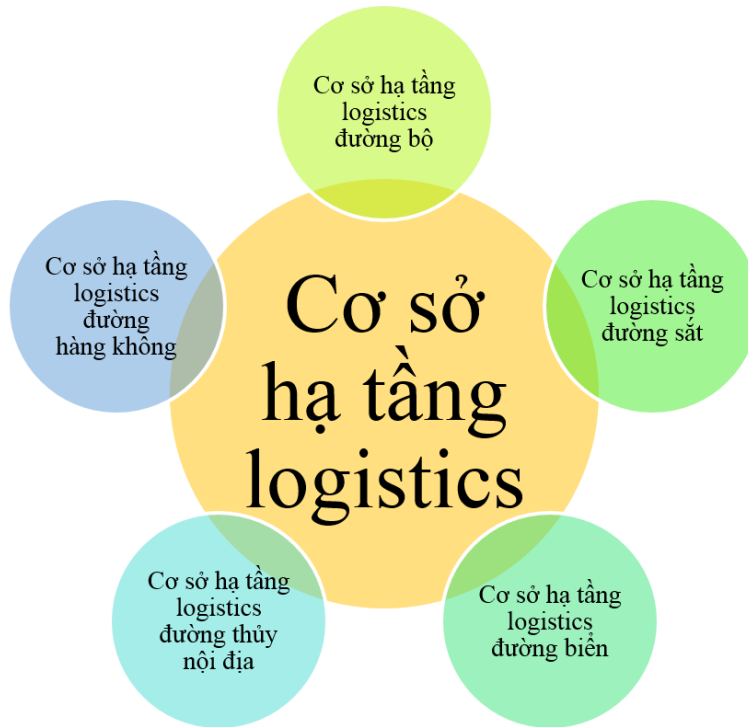 Cơ sở hạ tầng
logistics
đường bộ
Cơ sở hạ tầng
logistics
đường
hàng không
Cơ sở
hạ tầng
logistics
Cơ sở hạ tầng
logistics
đường sắt
Cơ sở hạ tầng
logistics
đường thủy
nội địa
Cơ sở hạ tầng
logistics
đường biển